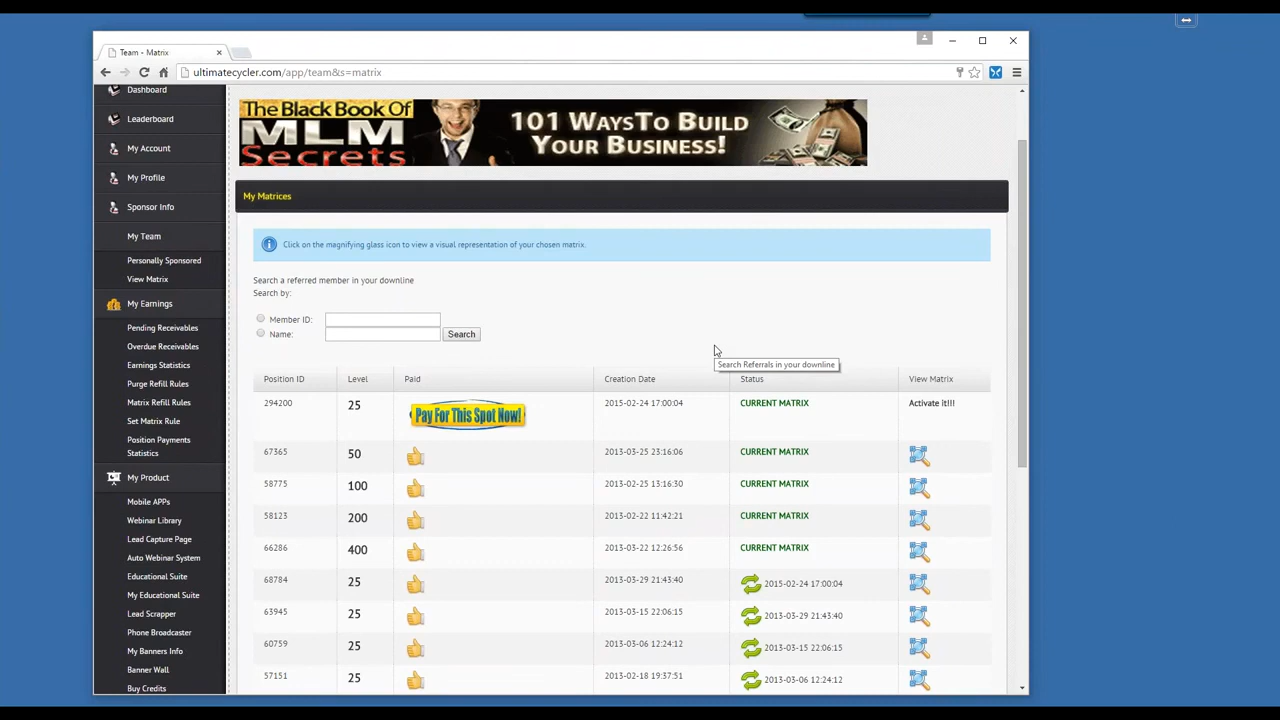 Team - Matrix
ultimatecycler.com/app/team&s=matrix
Dashboard
Leaderboard
My Account
My Profile
Sponsor Info
My Team
Personally Sponsored
View Matrix
My Earnings
Pending Receivables
Overdue Receivables
Earnings Statistics
Purge Refill Rules
Matrix Refill Rules
Set Matrix Rule
Position Payments
Statistics
My Product
Mobile APPs
Webinar Library
Lead Capture Page
Auto Webinar System
Educational Suite
My Educational Suite
Lead Scrapper
Phone Broadcaster
My Banners Info
Banner Wall
Buy Credits
The Black Book Of
MLM
Secrets
101 WAYS TO BUILD
YOUR BUSINESS!
My Matrices
Click on the magnifying glass icon to view a visual representation of your chosen matrix.
Search a referred member in your downline
Search by:
Member ID:
Name: Search
Search Referrals in your downline
Position ID Level Paid Creation Date Status View Matrix
294200 25 Pay For This Spot Now! 2015-02-24 17:00:04 CURRENT MATRIX Activate it!!!
67365 50 2013-03-25 23:16:06 CURRENT MATRIX
58775 100 2013-02-25 13:16:30 CURRENT MATRIX
58123 200 2013-02-22 11:42:21 CURRENT MATRIX
66286 400 2013-03-22 12:26:56 CURRENT MATRIX
68784 25 2013-03-29 21:43:40 2015-02-24 17:00:04
63945 25 2013-03-15 22:06:15 2013-03-29 21:43:40
60759 25 2013-03-06 12:24:12 2013-03-15 22:06:15
57151 25 2013-02-18 19:37:51 2013-03-06 12:24:12